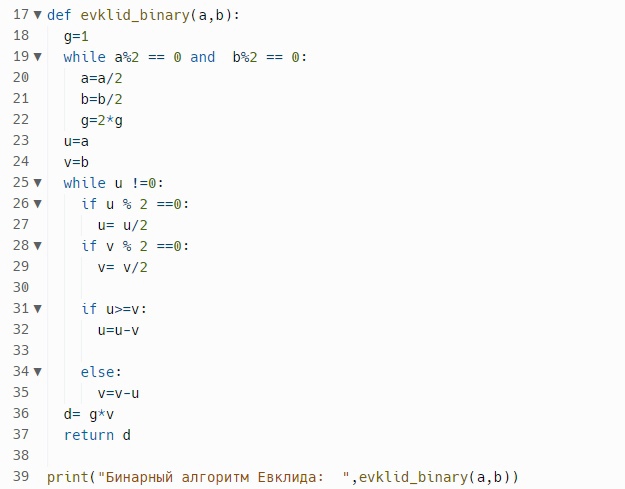 17 ▼ def evklid_binary(a,b):
18 g=1
19 ▼ while a%2 == 0 and  b%2 == 0:
20 a=a/2
21 b=b/2
22 g=2*g
23 u=a
24 v=b
25 ▼ while u !=0:
26 ▼ if u % 2 ==0:
27 u= u/2
28 ▼ if v % 2 ==0:
29 v= v/2
30
31 ▼ if u>=v:
32 u=u-v
33
34 ▼ else:
35 v=v-u
36 d= g*v
37 return d
38
39 print("Бинарный алгоритм Евклида:  ",evklid_binary(a,b))